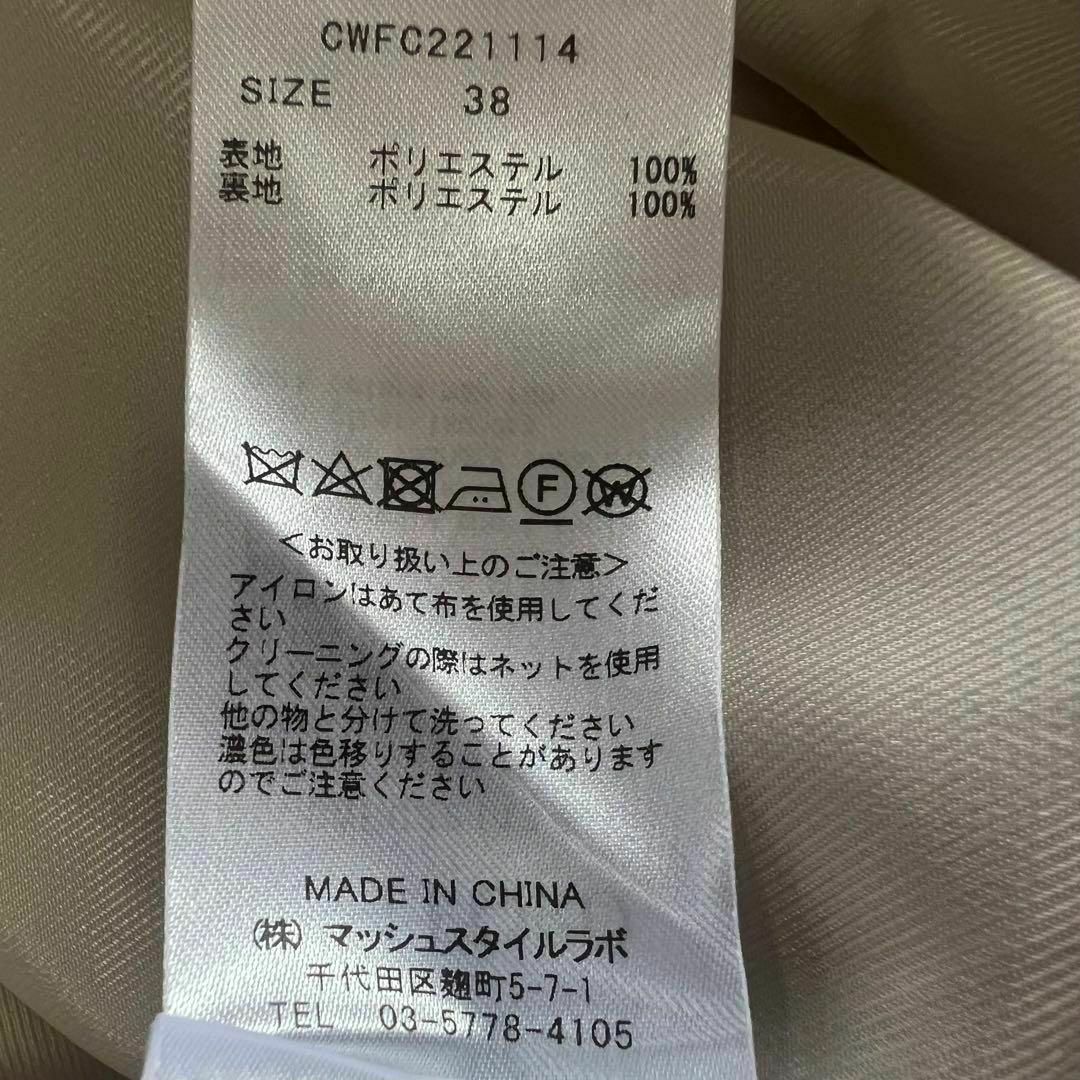 CWFC221114
SIZE 38
表地 ポリエステル 100%
裏地 ポリエステル 100%
F W
<お取り扱い上のご注意>
アイロンはあて布を使用してくだ
さい
クリーニングの際はネットを使用
してください
他の物と分けて洗ってください
濃色は色移りすることがあります
のでご注意ください
MADE IN CHINA
(株) マッシュスタイルラボ
千代田区麹町5-7-1
TEL 03-5778-4105